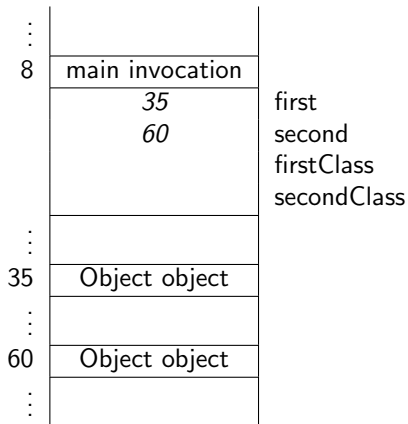 ⋮
8 main invocation
35 first
60 second
firstClass
secondClass
⋮
35 Object object
⋮
60 Object object
⋮